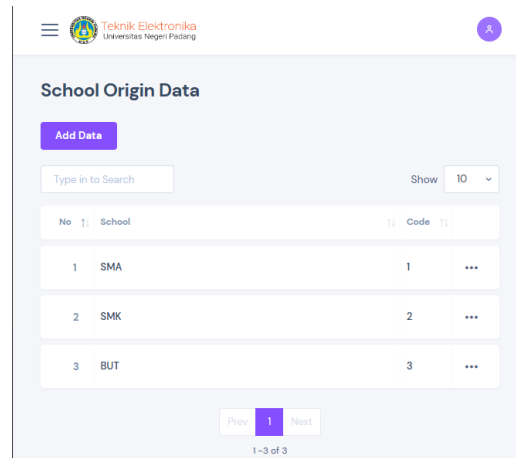 Teknik Elektronika
Universitas Negeri Padang
School Origin Data
Add Data
Type in to Search
Show 10
No School Code
1 SMA 1
2 SMK 2
3 BUT 3
Prev 1 Next
1-3 of 3